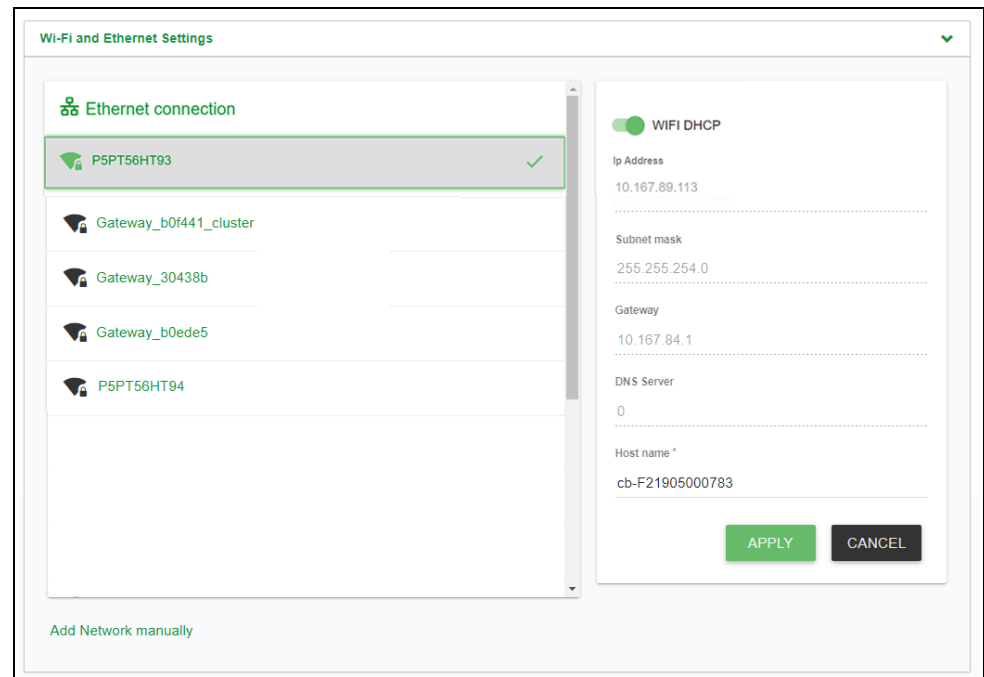 Wi-Fi and Ethernet Settings
Ethernet connection
P5PT56HT93
Gateway_b0f441_cluster
Gateway_30438b
Gateway_b0ede5
P5PT56HT94
Add Network manually
WIFI DHCP
Ip Address
10.167.89.113
Subnet mask
255.255.254.0
Gateway
10.167.84.1
DNS Server
0
Host name *
cb-F21905000783
APPLY CANCEL